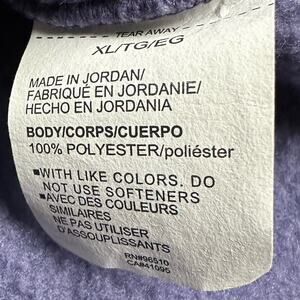 TEAR AWAY
XL/TG/EG
MADE IN JORDAN/
FABRIQUÉ EN JORDANIE/
HECHO EN JORDANIA
BODY/CORPS/CUERPO
100% POLYESTER/poliéster
■WITH LIKE COLORS. DO
NOT USE SOFTENERS
■AVEC DES COULEURS
SIMILAIRES
NE PAS UTILISER
D'ASSOUPLISSANTS
RN#96510
CA#41095